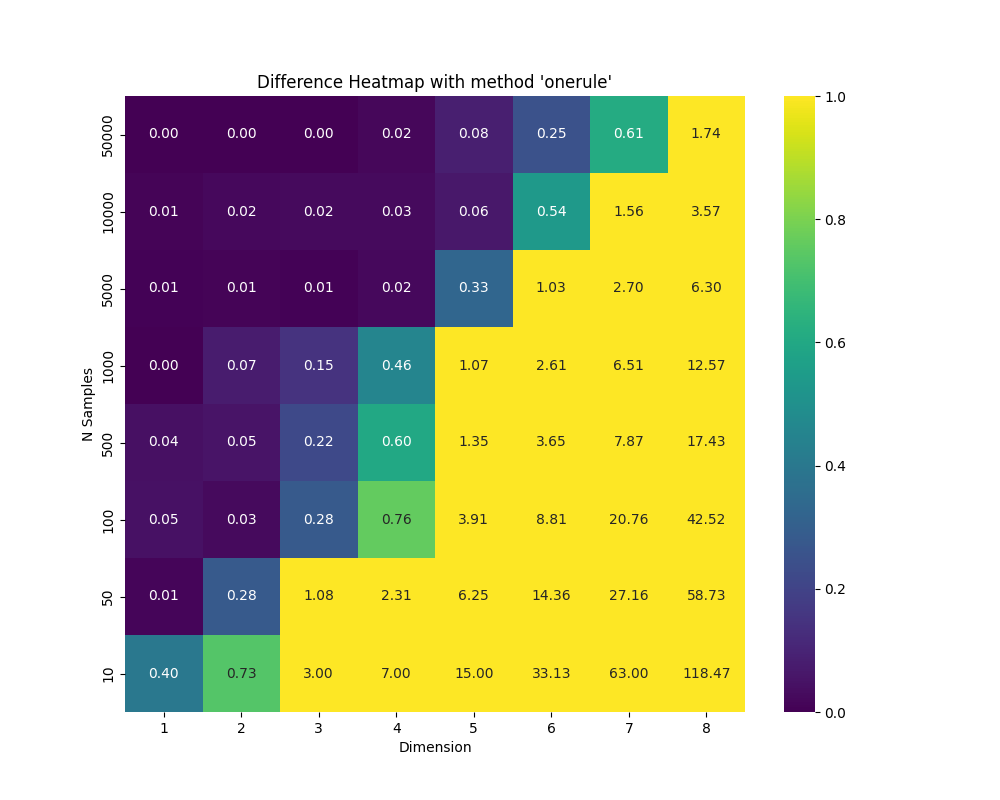 Difference Heatmap with method 'onerule'
N Samples
50000 0.00 0.00 0.00 0.02 0.08 0.25 0.61 1.74
10000 0.01 0.02 0.02 0.03 0.06 0.54 1.56 3.57
5000 0.01 0.01 0.01 0.02 0.33 1.03 2.70 6.30
1000 0.00 0.07 0.15 0.46 1.07 2.61 6.51 12.57
500 0.04 0.05 0.22 0.60 1.35 3.65 7.87 17.43
100 0.05 0.03 0.28 0.76 3.91 8.81 20.76 42.52
50 0.01 0.28 1.08 2.31 6.25 14.36 27.16 58.73
10 0.40 0.73 3.00 7.00 15.00 33.13 63.00 118.47
1 2 3 4 5 6 7 8
Dimension
1.0
0.8
0.6
0.4
0.2
0.0